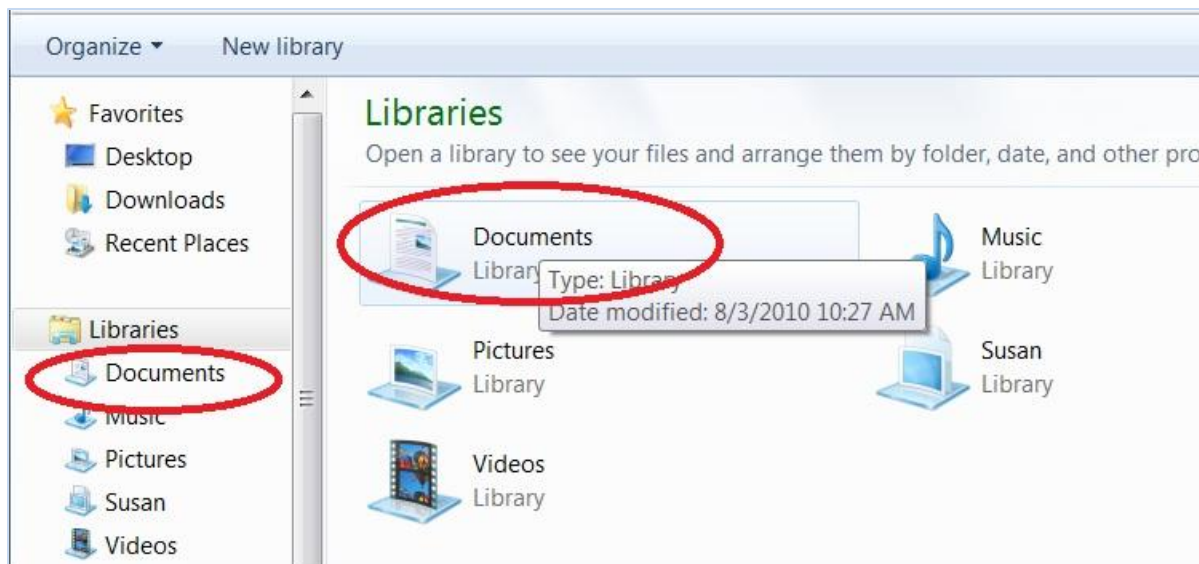 Organize New library
Favorites
Desktop
Downloads
Recent Places
Libraries
Documents
Music
Pictures
Susan
Videos
Libraries
Open a library to see your files and arrange them by folder, date, and other pro
Documents
Library
Type: Library
Date modified: 8/3/2010 10:27 AM
Music
Library
Pictures
Library
Susan
Library
Videos
Library